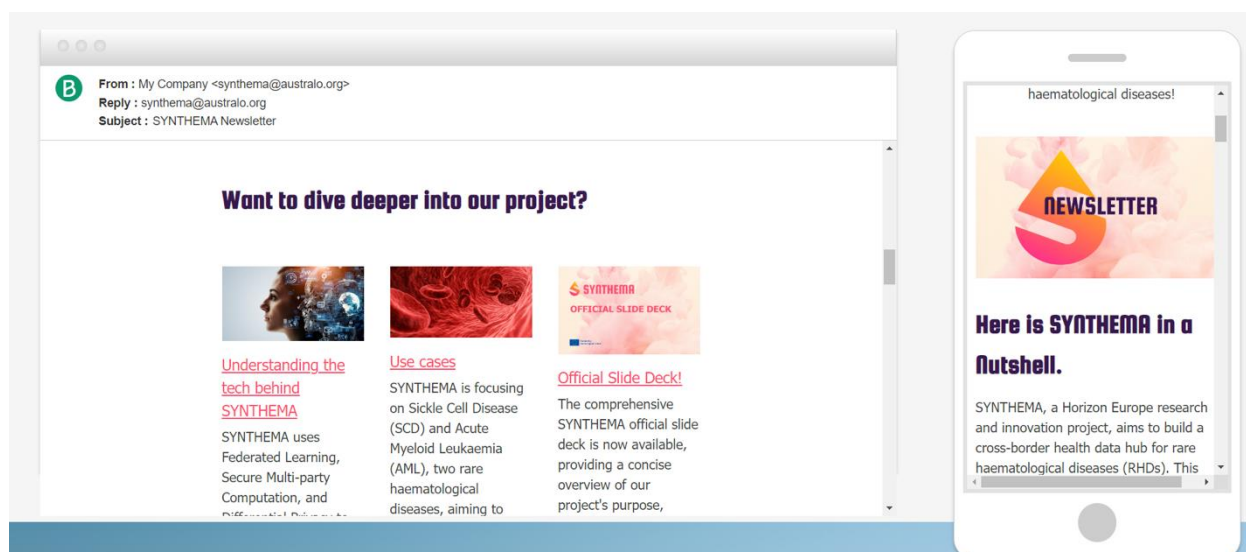 B
From : My Company <synthema@australo.org>
Reply : synthema@australo.org
Subject : SYNTHEMA Newsletter
Want to dive deeper into our project?
Understanding the
tech behind
SYNTHEMA
SYNTHEMA uses
Federated Learning,
Secure Multi-party
Computation, and
Differential Privacy to
Use cases
SYNTHEMA is focusing
on Sickle Cell Disease
(SCD) and Acute
Myeloid Leukaemia
(AML), two rare
haematological
diseases, aiming to
SYNTHEMA
OFFICIAL SLIDE DECK
Official Slide Deck!
The comprehensive
SYNTHEMA official slide
deck is now available,
providing a concise
overview of our
project's purpose,
haematological diseases!
NEWSLETTER
Here is SYNTHEMA in a
Nutshell.
SYNTHEMA, a Horizon Europe research
and innovation project, aims to build a
cross-border health data hub for rare
haematological diseases (RHDs). This